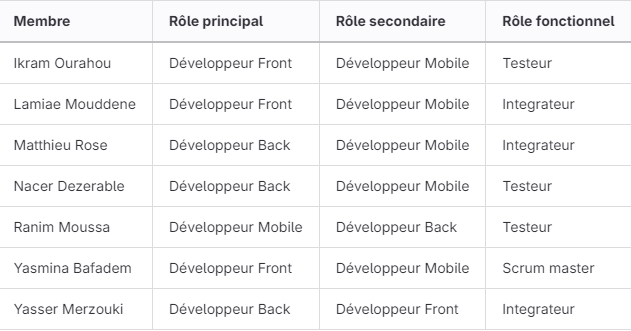 Membre Rôle principal Rôle secondaire Rôle fonctionnel
Ikram Ourahou Développeur Front Développeur Mobile Testeur
Lamiae Mouddene Développeur Front Développeur Mobile Integrateur
Matthieu Rose Développeur Back Développeur Mobile Integrateur
Nacer Dezerable Développeur Back Développeur Mobile Testeur
Ranim Moussa Développeur Mobile Développeur Back Testeur
Yasmina Bafadem Développeur Front Développeur Mobile Scrum master
Yasser Merzouki Développeur Back Développeur Front Integrateur